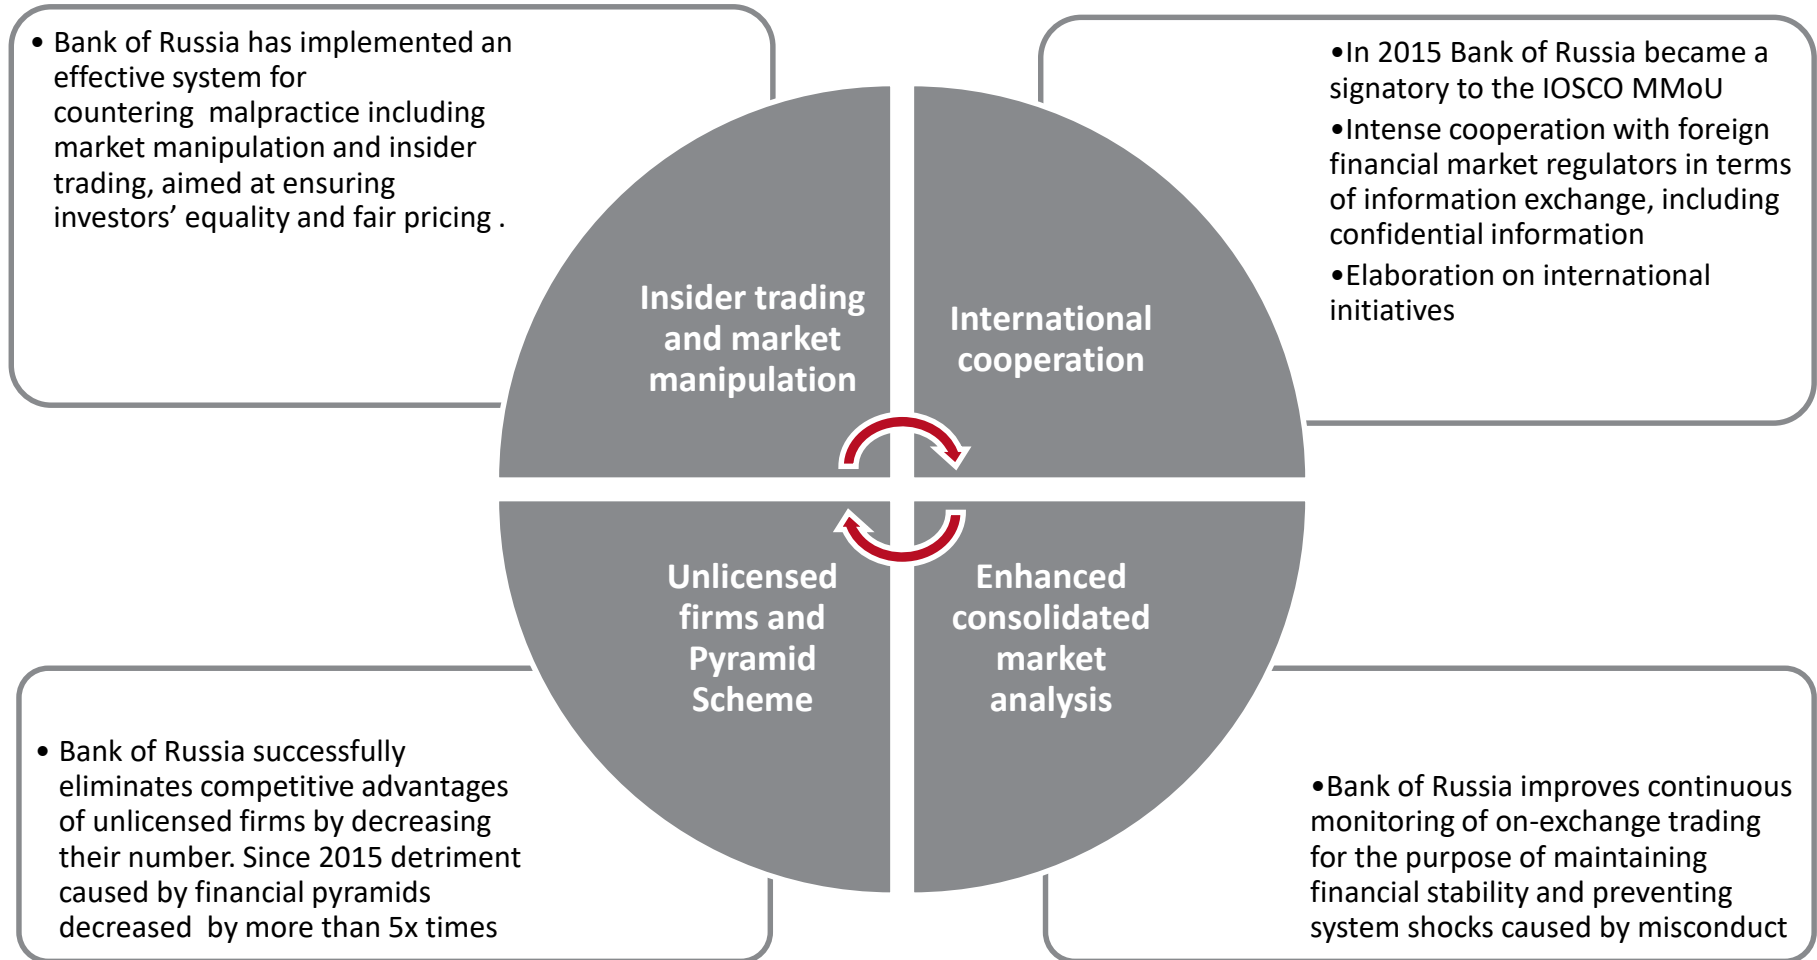 • Bank of Russia has implemented an
effective system for
countering  malpractice including
market manipulation and insider
trading, aimed at ensuring
investors’ equality and fair pricing .
•In 2015 Bank of Russia became a
signatory to the IOSCO MMoU
•Intense cooperation with foreign
financial market regulators in terms
of information exchange, including
confidential information
•Elaboration on international
initiatives
Insider trading
and market
manipulation
International
cooperation
Unlicensed
firms and
Pyramid
Scheme
Enhanced
consolidated
market
analysis
• Bank of Russia successfully
eliminates competitive advantages
of unlicensed firms by decreasing
their number. Since 2015 detriment
caused by financial pyramids
decreased  by more than 5x times
•Bank of Russia improves continuous
monitoring of on-exchange trading
for the purpose of maintaining
financial stability and preventing
system shocks caused by misconduct